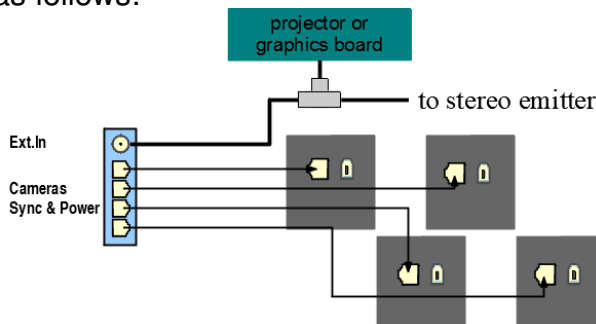 as follows:
projector or
graphics board
to stereo emitter
Ext.In
Cameras
Sync & Power